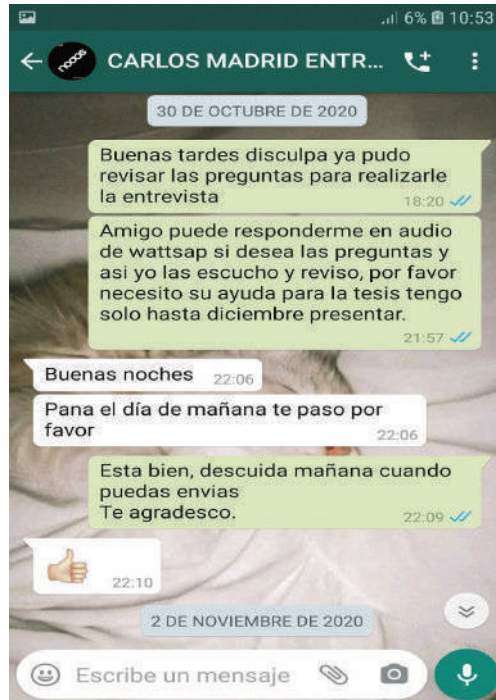 6% 10:53
CARLOS MADRID ENTR...
30 DE OCTUBRE DE 2020
Buenas tardes disculpa ya pudo
revisar las preguntas para realizarle
la entrevista
18:20
Amigo puede responderme en audio
de wattsap si desea las preguntas y
asi yo las escucho y reviso, por favor
necesito su ayuda para la tesis tengo
solo hasta diciembre presentar.
21:57
Buenas noches 22:06
Pana el día de mañana te paso por
favor
22:06
Esta bien, descuida mañana cuando
puedas envias
Te agradesco.
22:09
22:10
2 DE NOVIEMBRE DE 2020
Escribe un mensaje